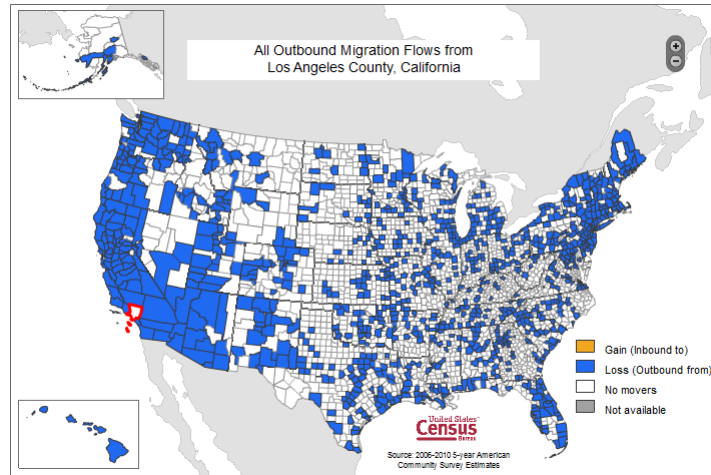 All Outbound Migration Flows from
Los Angeles County, California
Gain (Inbound to)
Loss (Outbound from)
No movers
Not available
United States™
Census
Bureau
Source: 2006-2010 5-year American
Community Survey Estimates